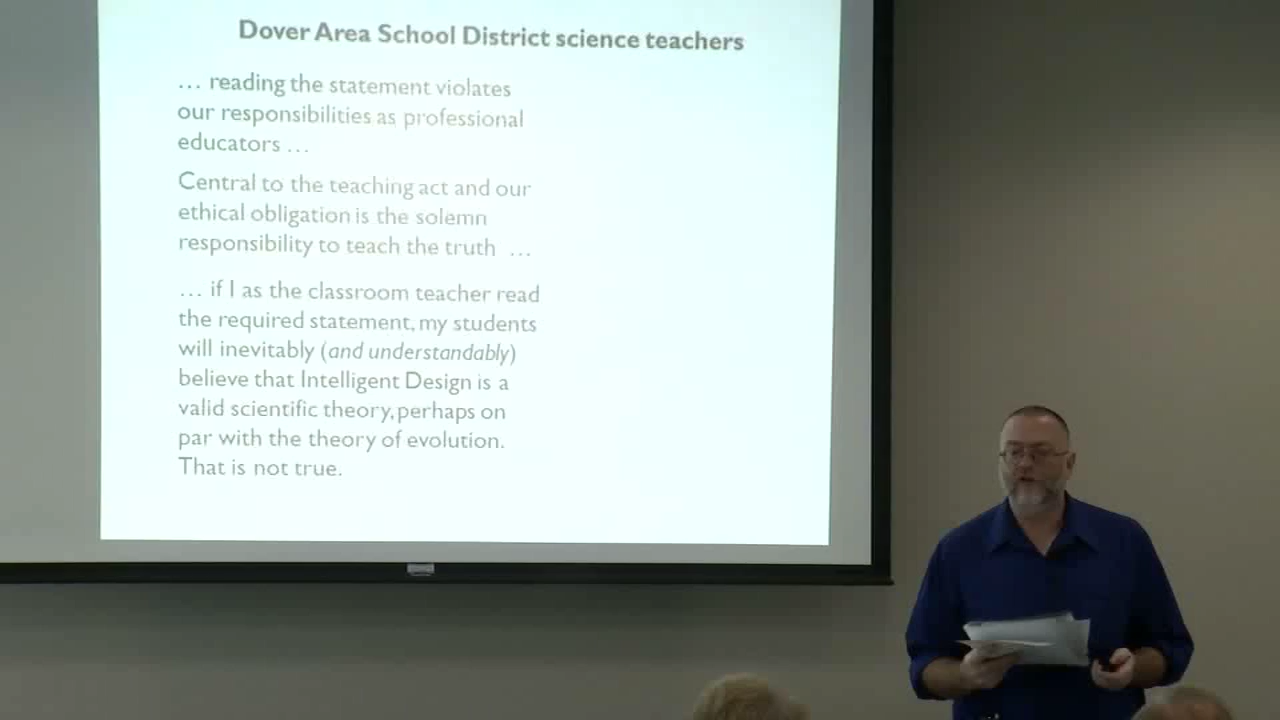 Dover Area School District science teachers
… reading the statement violates
our responsibilities as professional
educators …
Central to the teaching act and our
ethical obligation is the solemn
responsibility to teach the truth …
… if I as the classroom teacher read
the required statement, my students
will inevitably (and understandably)
believe that Intelligent Design is a
valid scientific theory, perhaps on
par with the theory of evolution.
That is not true.